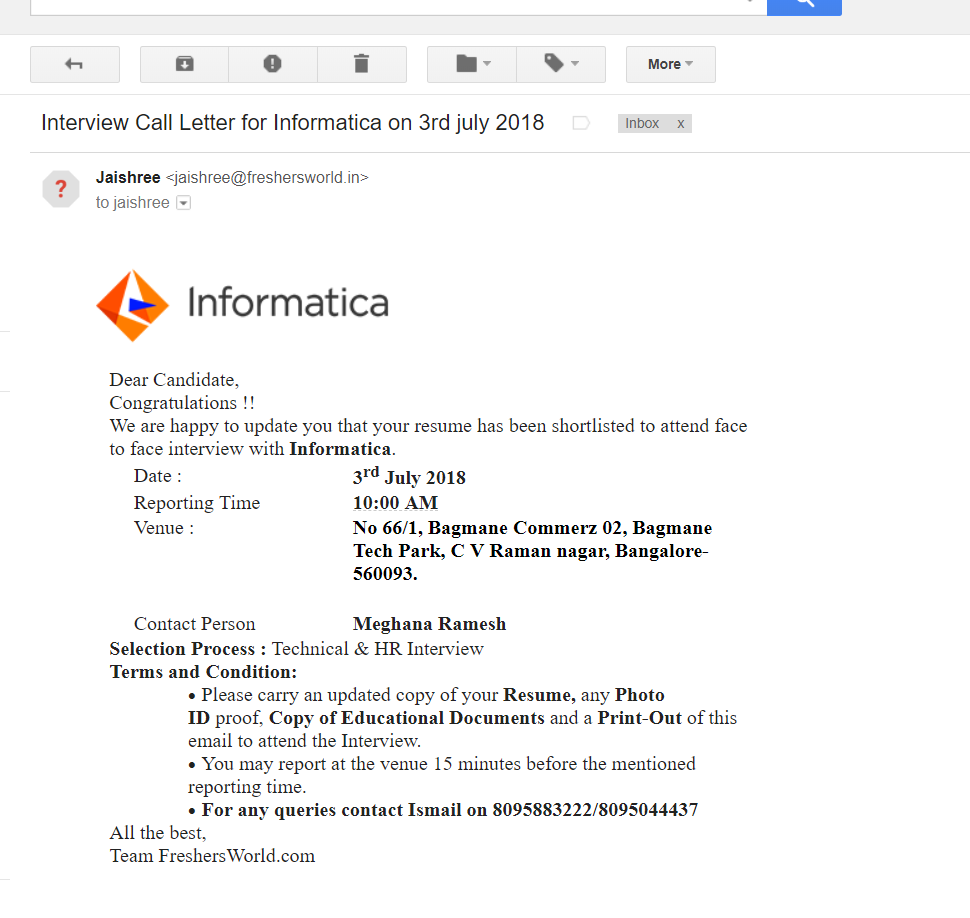 More
Interview Call Letter for Informatica on 3rd july 2018 Inbox x
?
Jaishree <jaishree@freshersworld.in>
to jaishree
Informatica
Dear Candidate,
Congratulations !!
We are happy to update you that your resume has been shortlisted to attend face
to face interview with Informatica.
Date : 3rd July 2018
Reporting Time 10:00 AM
Venue : No 66/1, Bagmane Commerz 02, Bagmane
Tech Park, C V Raman nagar, Bangalore-
560093.
Contact Person Meghana Ramesh
Selection Process : Technical & HR Interview
Terms and Condition:
• Please carry an updated copy of your Resume, any Photo
ID proof, Copy of Educational Documents and a Print-Out of this
email to attend the Interview.
• You may report at the venue 15 minutes before the mentioned
reporting time.
• For any queries contact Ismail on 8095883222/8095044437
All the best,
Team FreshersWorld.com